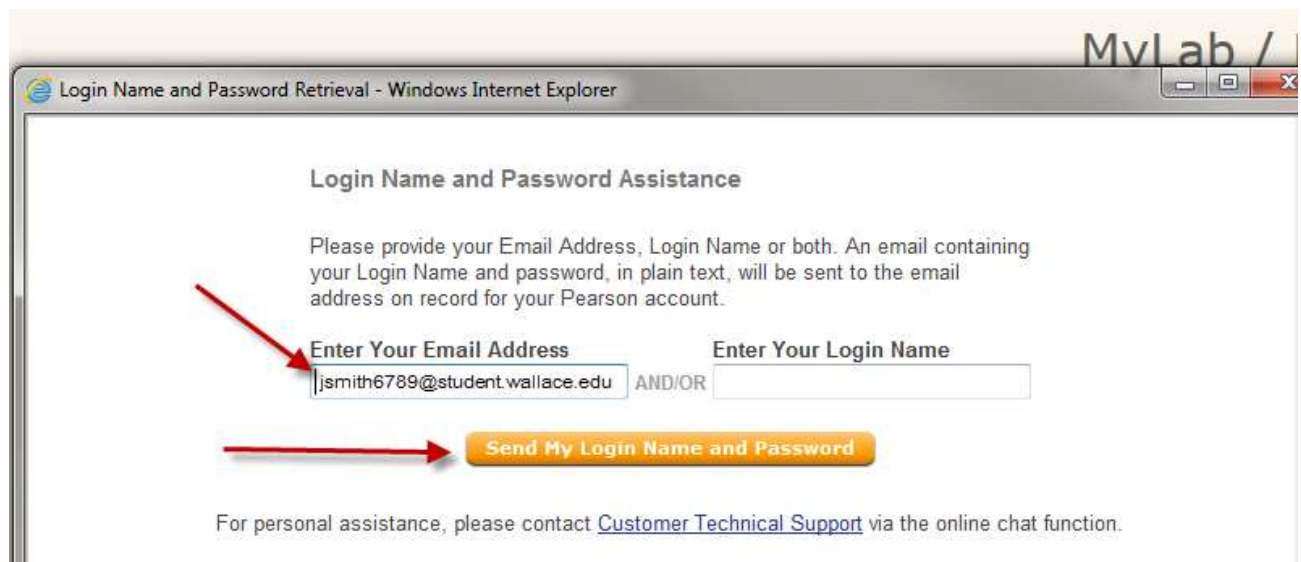 MyLab /
Login Name and Password Retrieval - Windows Internet Explorer
Login Name and Password Assistance
Please provide your Email Address, Login Name or both. An email containing
your Login Name and password, in plain text, will be sent to the email
address on record for your Pearson account.
Enter Your Email Address Enter Your Login Name
jsmith6789@student.wallace.edu AND/OR
Send My Login Name and Password
For personal assistance, please contact Customer Technical Support via the online chat function.